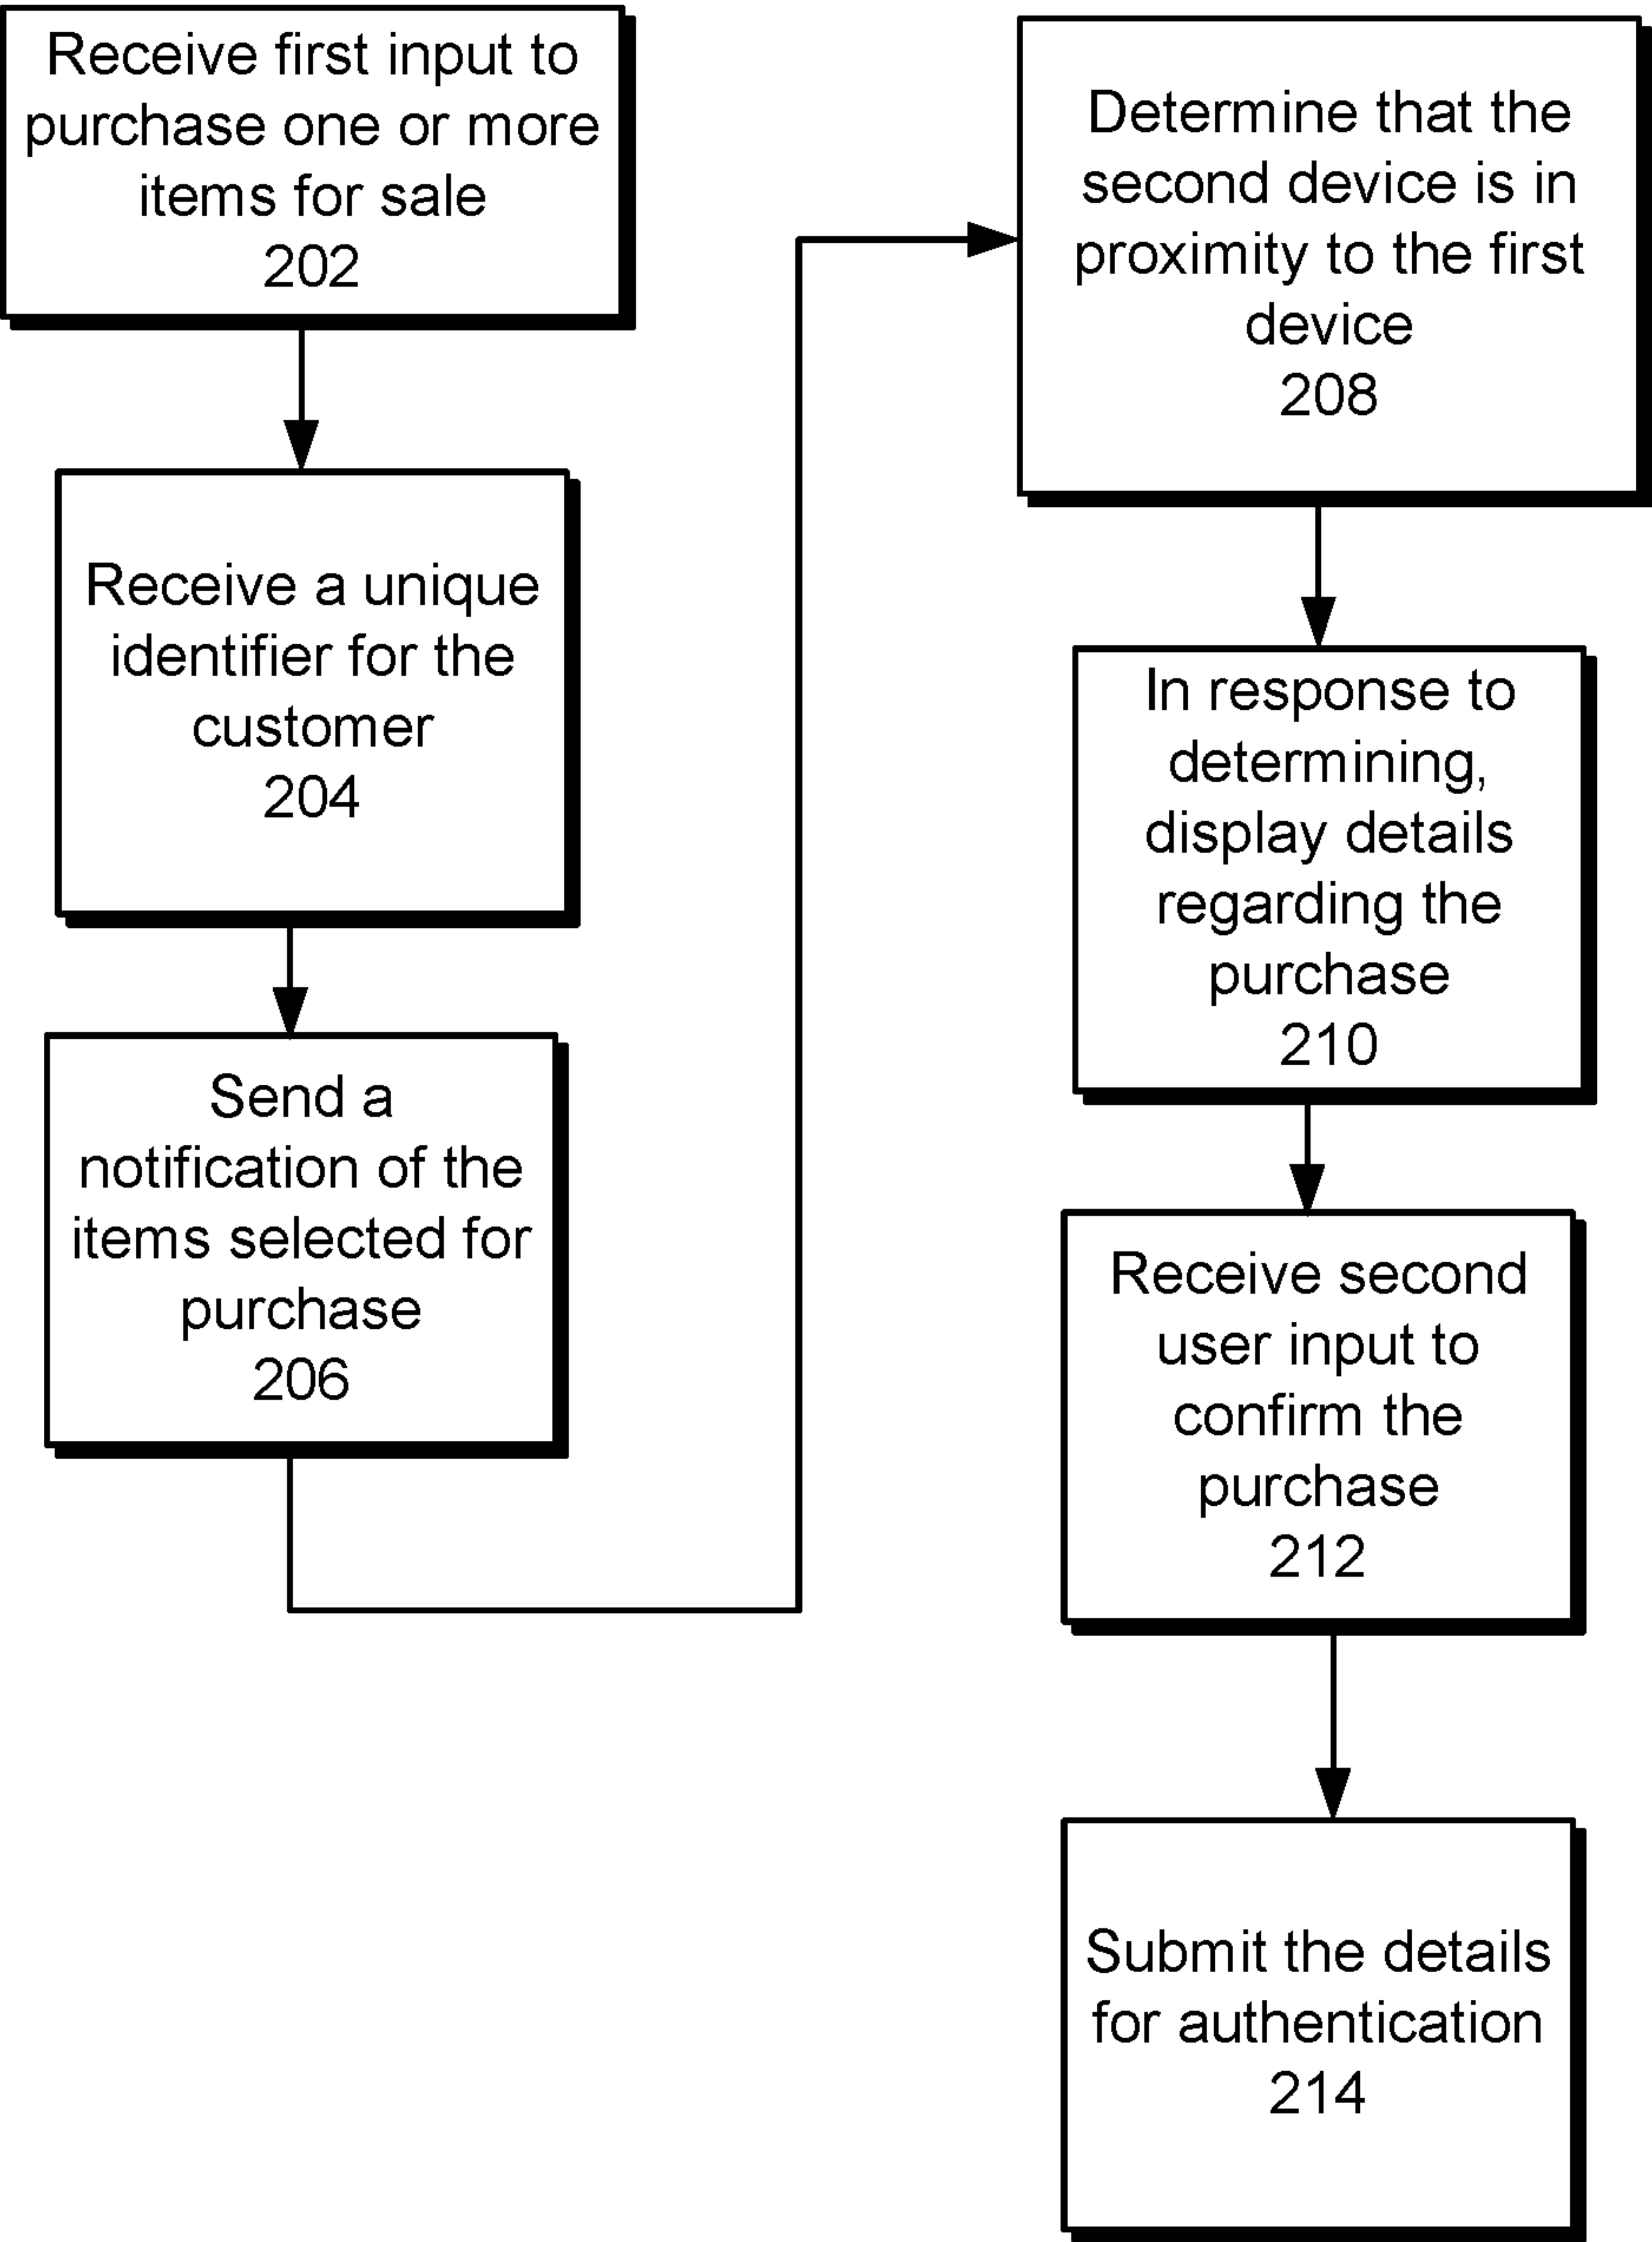 Receive first input to
purchase one or more
items for sale
202
Receive a unique
identifier for the
customer
204
Send a
notification of the
items selected for
purchase
206
Determine that the
second device is in
proximity to the first
device
208
In response to
determining,
display details
regarding the
purchase
210
Receive second
user input to
confirm the
purchase
212
Submit the details
for authentication
214